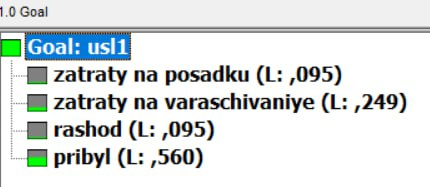 1.0 Goal
Goal: usl1
zatraty na posadku (L: ,095)
zatraty na varaschivaniye (L: ,249)
rashod (L: ,095)
pribyl (L: ,560)